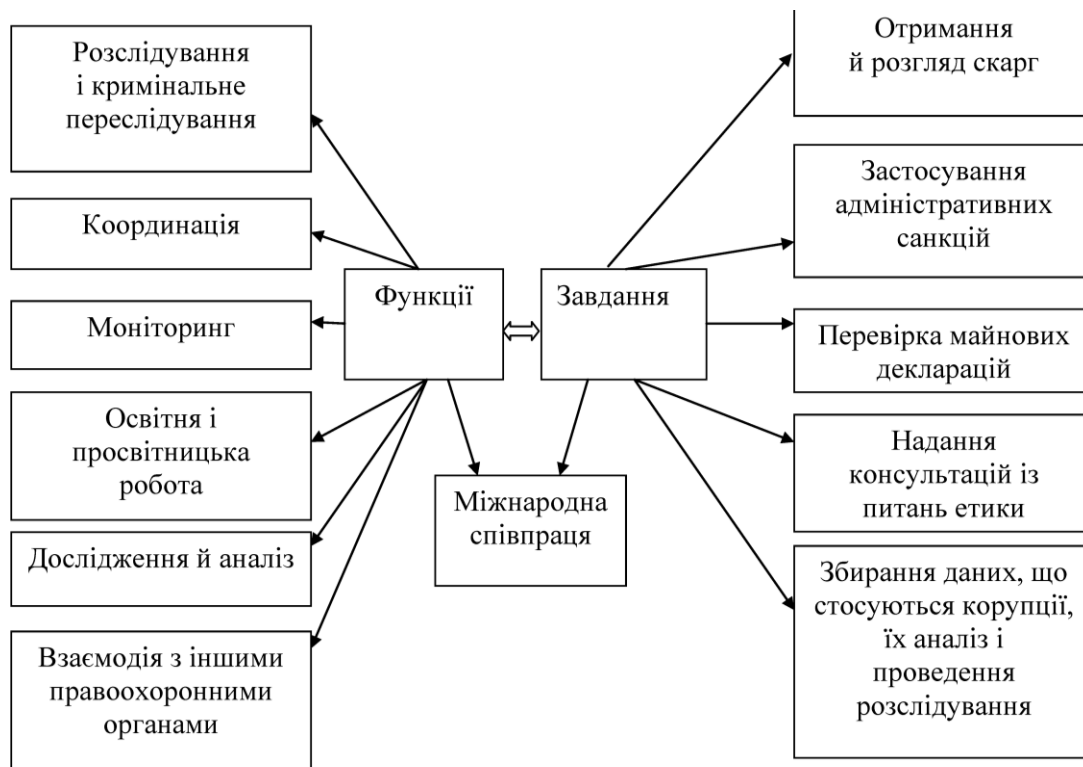 Розслідування
і кримінальне
переслідування
Координація
Моніторинг
Освітня і
просвітницька
робота
Дослідження й аналіз
Взаємодія з іншими
правоохоронними
органами
Функції
Завдання
Міжнародна
співпраця
Отримання
й розгляд скарг
Застосування
адміністративних
санкцій
Перевірка майнових
декларацій
Надання
консультацій із
питань етики
Збирання даних, що
стосуються корупції,
їх аналіз і
проведення
розслідування